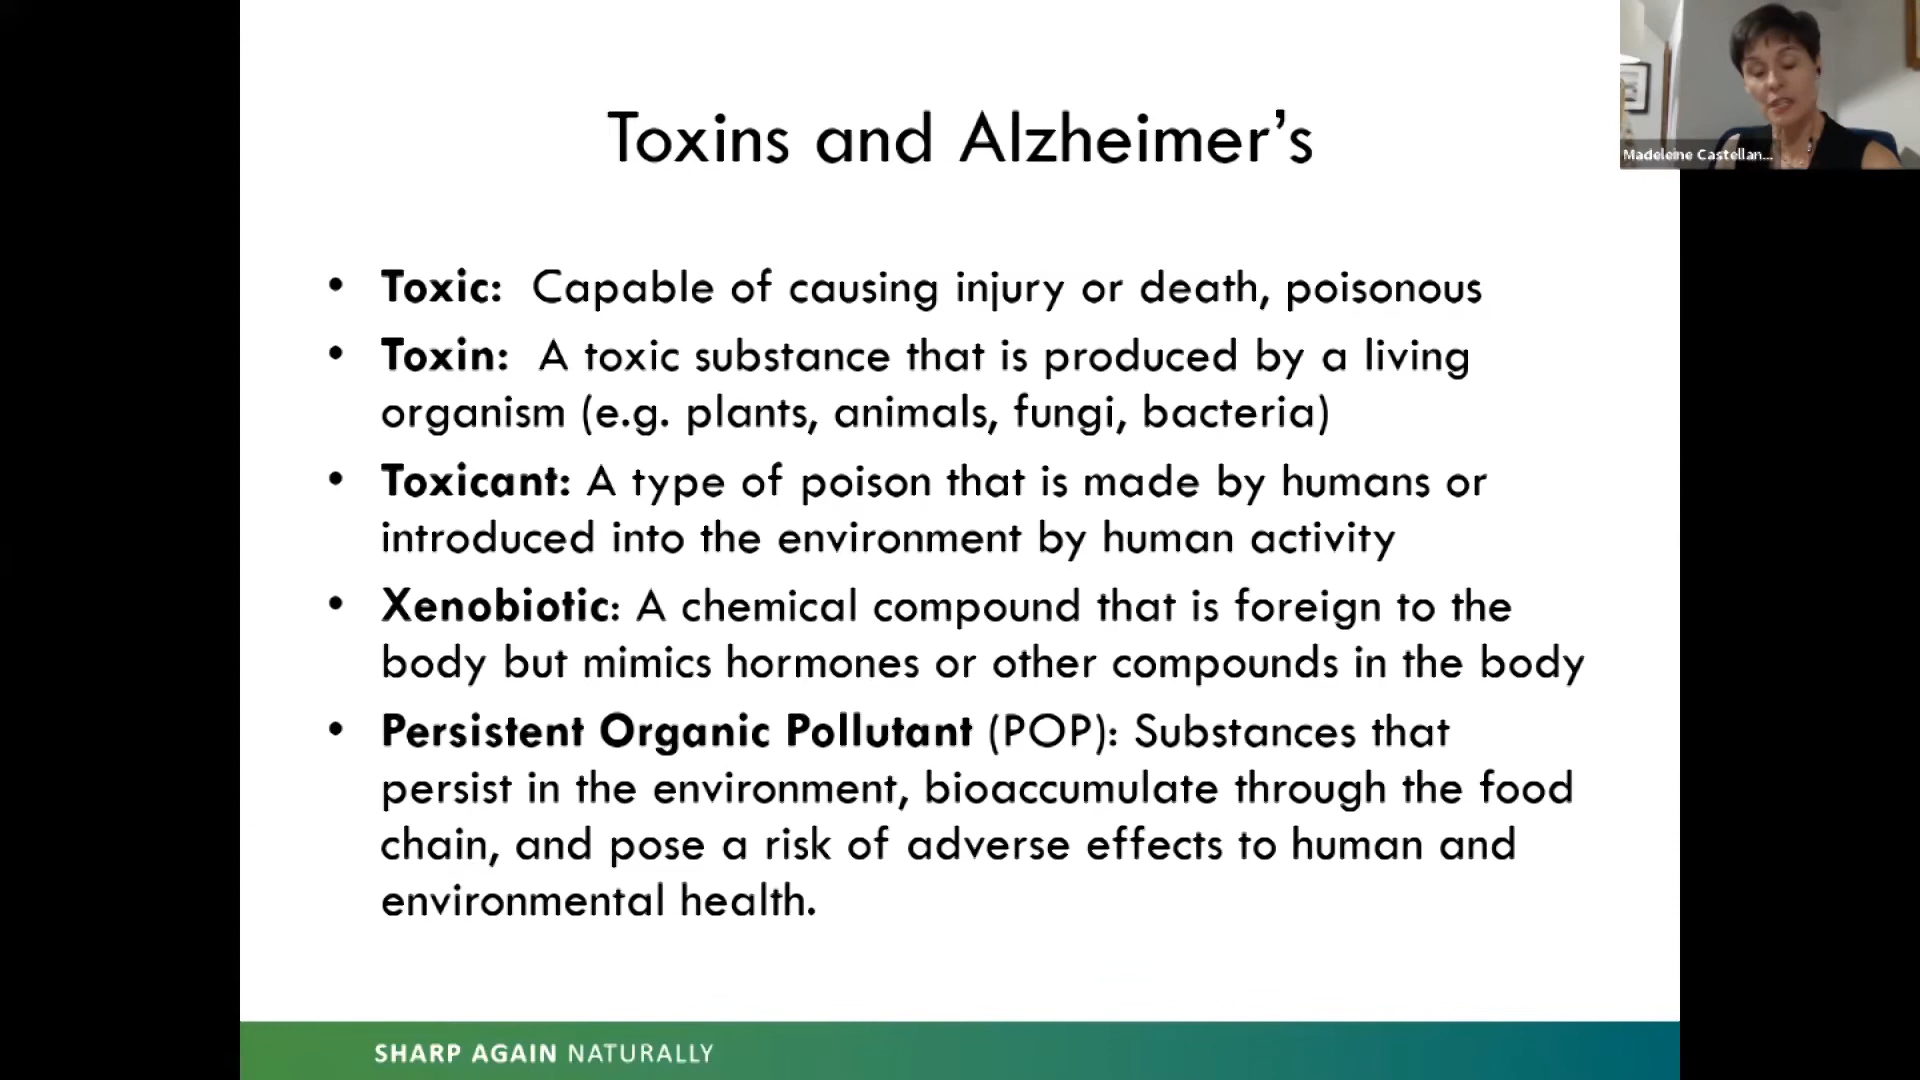 Toxins and Alzheimer’s
Madeleine Castellan...
• Toxic: Capable of causing injury or death, poisonous
• Toxin: A toxic substance that is produced by a living
organism (e.g. plants, animals, fungi, bacteria)
• Toxicant: A type of poison that is made by humans or
introduced into the environment by human activity
• Xenobiotic: A chemical compound that is foreign to the
body but mimics hormones or other compounds in the body
• Persistent Organic Pollutant (POP): Substances that
persist in the environment, bioaccumulate through the food
chain, and pose a risk of adverse effects to human and
environmental health.
SHARP AGAIN NATURALLY